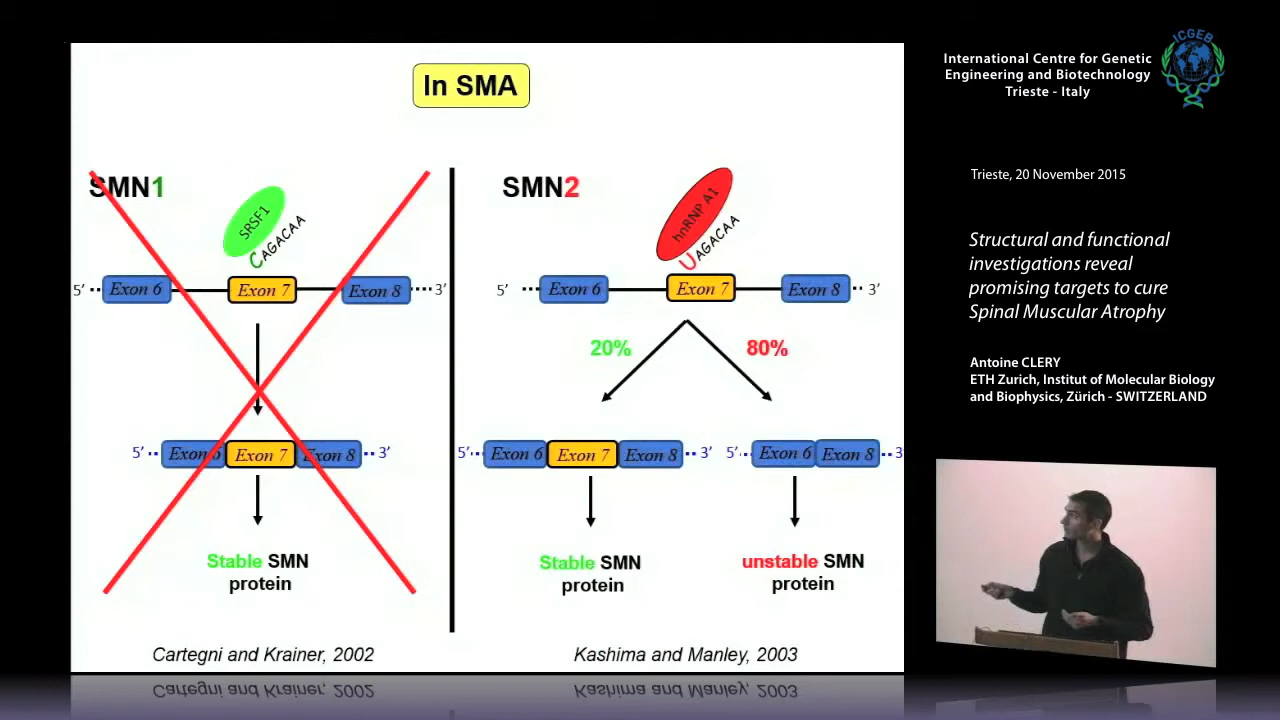 In SMA
SMN1
SRSF1
CAGACAA
5’ Exon 6 Exon 7 Exon 8 3’
5’ Exon 6 Exon 7 Exon 8 3’
Stable SMN
protein
Cartegni and Krainer, 2002
SMN2
hnRNP A1
UAGACAA
5’ Exon 6 Exon 7 Exon 8 3’
20% 80%
5’ Exon 6 Exon 7 Exon 8 3’
5’ Exon 6 Exon 8 3
Stable SMN
protein
unstable SMN
protein
Kashima and Manley, 2003
International Centre for Genetic
Engineering and Biotechnology
Trieste - Italy
ICGEB
Trieste, 20 November 2015
Structural and functional
investigations reveal
promising targets to cure
Spinal Muscular Atrophy
Antoine CLERY
ETH Zurich, Institut of Molecular Biology
and Biophysics, Zürich - SWITZERLAND